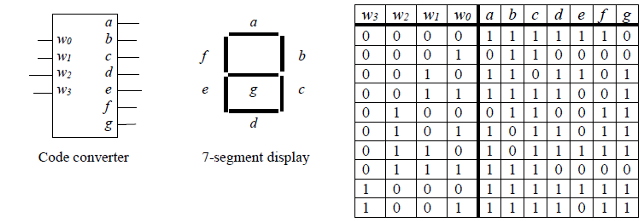 a
w0 b
w1 c
w2 d
w3 e
f
g
Code converter
a
f b
g
e c
d
7-segment display
w3 w2 w1 w0 a b c d e f g
0 0 0 0 1 1 1 1 1 1 0
0 0 0 1 0 1 1 0 0 0 0
0 0 1 0 1 1 0 1 1 0 1
0 0 1 1 1 1 1 1 0 0 1
0 1 0 0 0 1 1 0 0 1 1
0 1 0 1 1 0 1 1 0 1 1
0 1 1 0 1 0 1 1 1 1 1
0 1 1 1 1 1 1 0 0 0 0
1 0 0 0 1 1 1 1 1 1 1
1 0 0 1 1 1 1 1 0 1 1